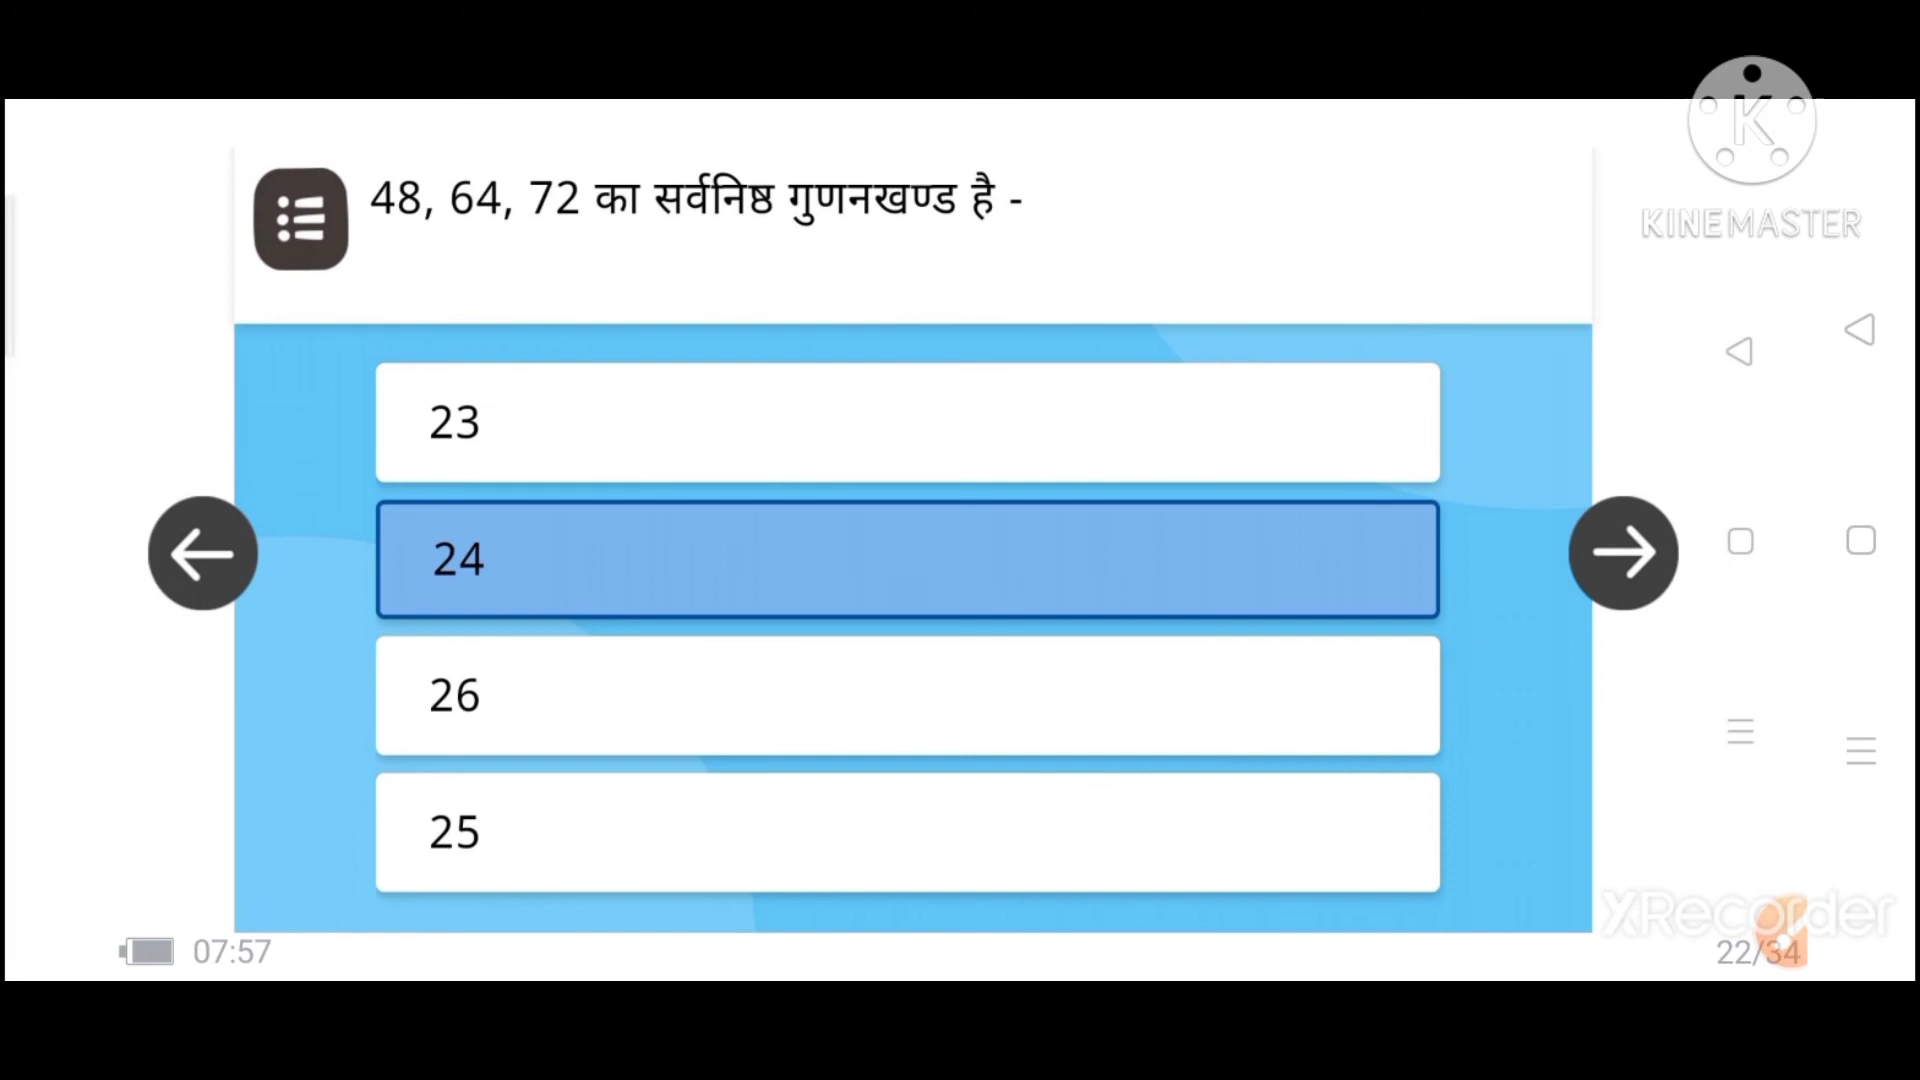 K
KINEMASTER
48, 64, 72 का सर्वनिष्ठ गुणनखण्ड है -
23
24
26
25
XRecorder
07:57
22/34